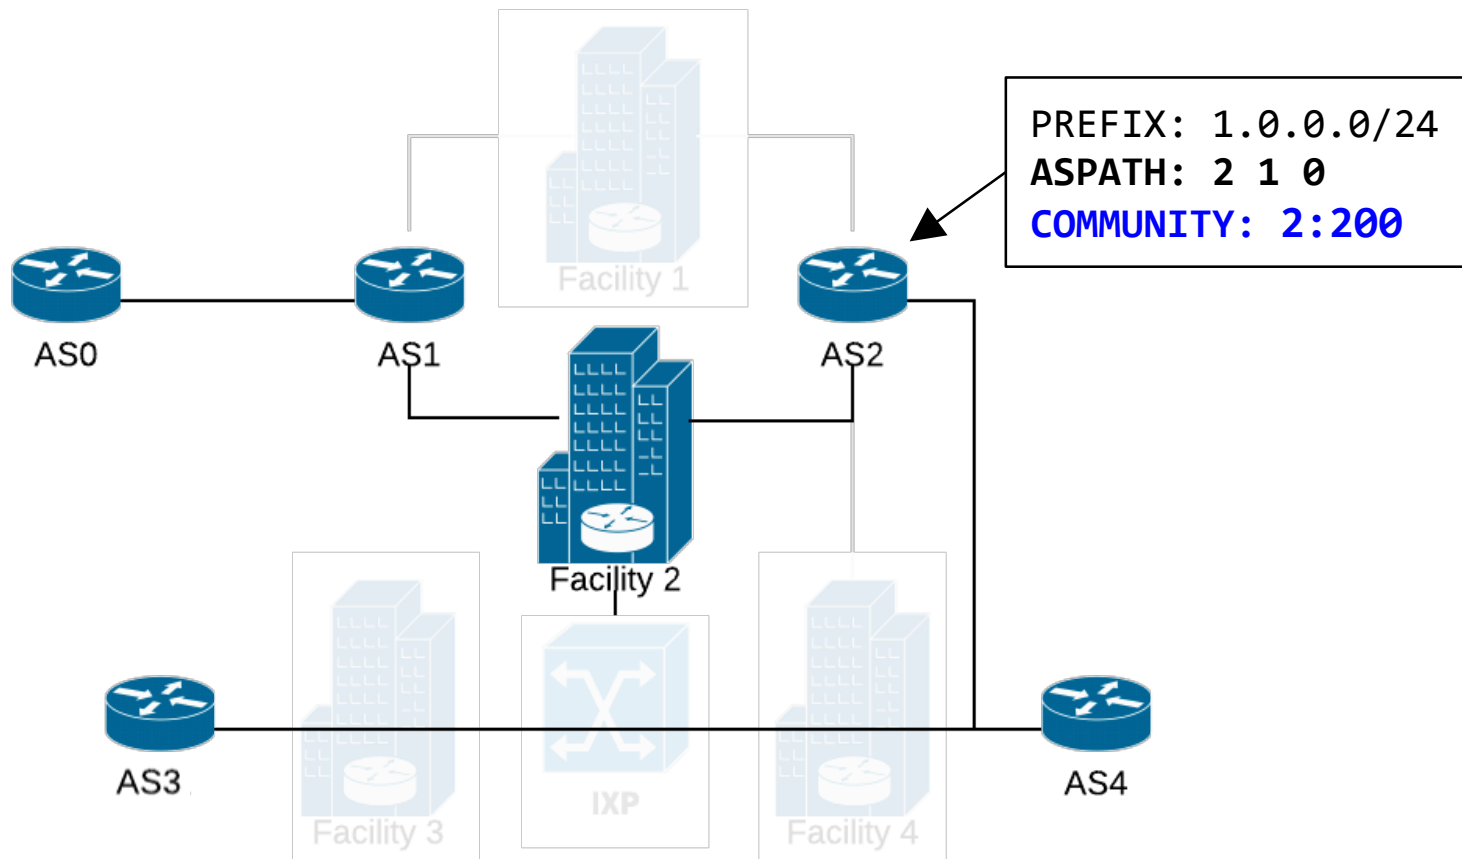 PREFIX: 1.0.0.0/24
ASPATH: 2 1 0
COMMUNITY: 2:200
Facility 1
AS0
AS1
AS2
Facility 2
AS3
IXP
AS4
Facility 3
Facility 4